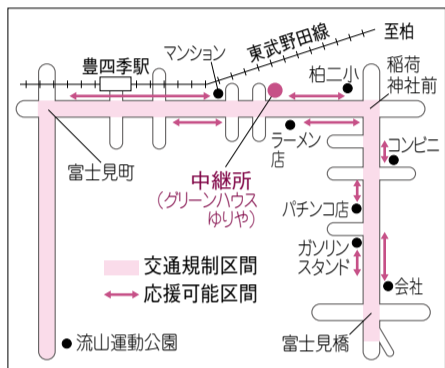 東武野田線
至柏
マンション
豊四季駅
柏二小
稲荷
神社前
富士見町
中継所
(グリーンハウス
ゆりや)
ラーメン
店
コンビニ
パチンコ店
ガソリン
スタンド
会社
交通規制区間
応援可能区間
流山運動公園
富士見橋